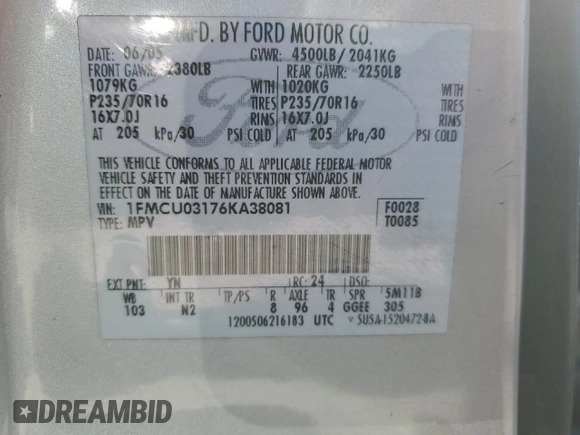 MFD. BY FORD MOTOR CO.
DATE: 06/05 GVWR: 4500LB/ 2041KG
FRONT GAWR: 2380LB REAR GAWR: 2250LB
1079KG WITH 1020KG WITH
P235/70R16 TIRES P235/70R16 TIRES
16X7.0J RIMS 16X7.0J RIMS
AT 205 kPa/30 PSI COLD AT 205 kPa/30 PSI COLD
THIS VEHICLE CONFORMS TO ALL APPLICABLE FEDERAL MOTOR
VEHICLE SAFETY AND THEFT PREVENTION STANDARDS IN
EFFECT ON THE DATE OF MANUFACTURE SHOWN ABOVE.
VIN: 1FMCU03176KA38081 F0028
TYPE: MPV T0085
EXT PNT: YN RC: 24 DSO:
WB INT TR TP/PS R AXLE TR SPR 5M11B
103 N2 8 96 4 GGEE 305
1200506216183 UTC 5U5A-1520472-BA
Ford
DREAMBID